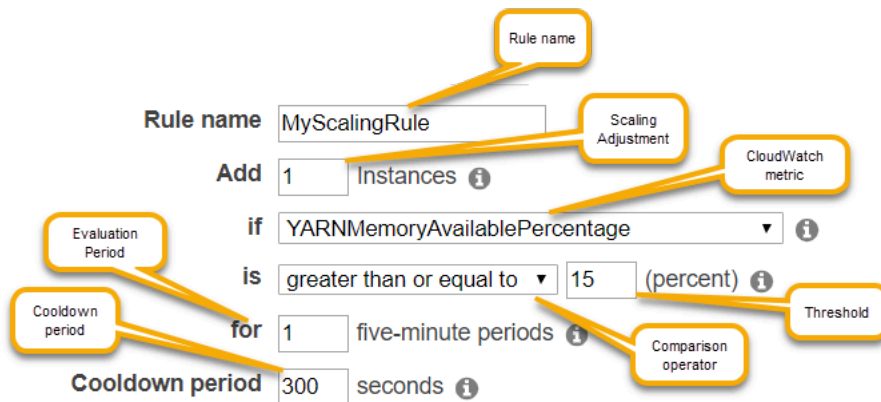 Rule name
Rule name MyScalingRule
Scaling
Adjustment
Add 1 Instances
CloudWatch
metric
if YARNMemoryAvailablePercentage
Evaluation
Period
is greater than or equal to 15 (percent)
Threshold
Cooldown
period
for 1 five-minute periods
Comparison
operator
Cooldown period 300 seconds